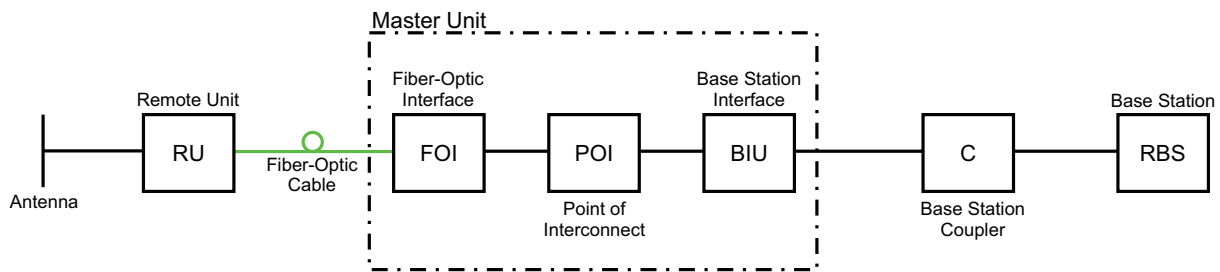 Master Unit
Fiber-Optic
Interface
Base Station
Interface
Remote Unit
Base Station
RU
FOI
POI
BIU
C
RBS
Fiber-Optic
Cable
Antenna
Point of
Interconnect
Base Station
Coupler